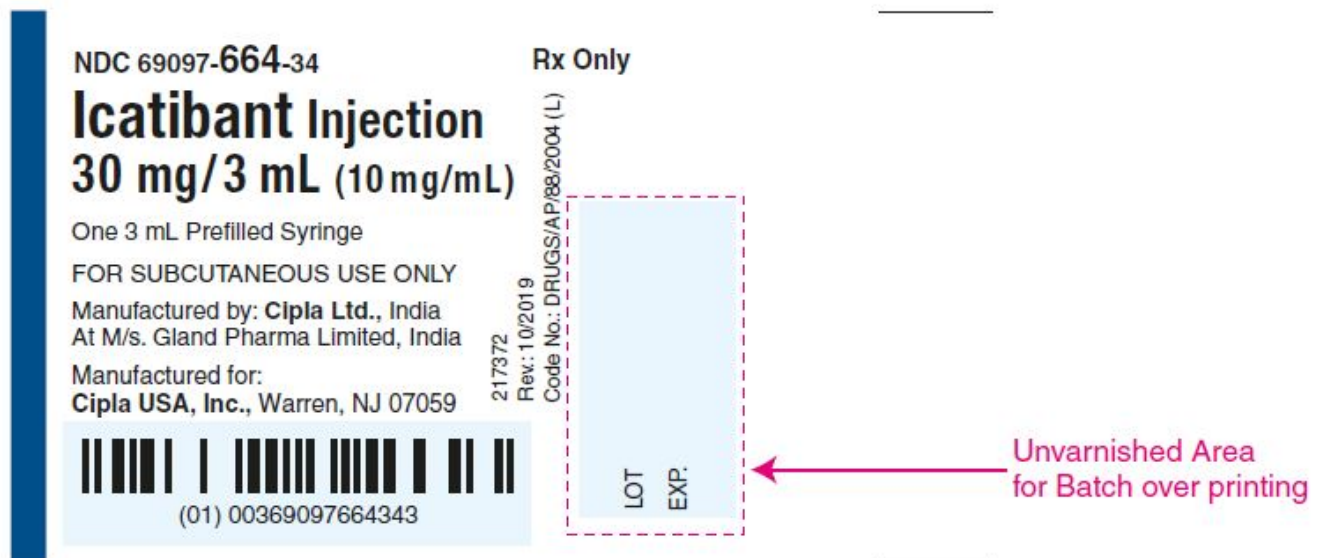 NDC 69097-664-34
Rx Only
Icatibant Injection
30 mg/3 mL (10 mg/mL)
One 3 mL Prefilled Syringe
FOR SUBCUTANEOUS USE ONLY
Manufactured by: Cipla Ltd., India
At M/s. Gland Pharma Limited, India
Manufactured for:
Cipla USA, Inc., Warren, NJ 07059
(01) 00369097664343
217372
Rev.: 10/2019
Code No.: DRUGS/AP/88/2004 (L)
LOT
EXP.
Unvarnished Area
for Batch over printing